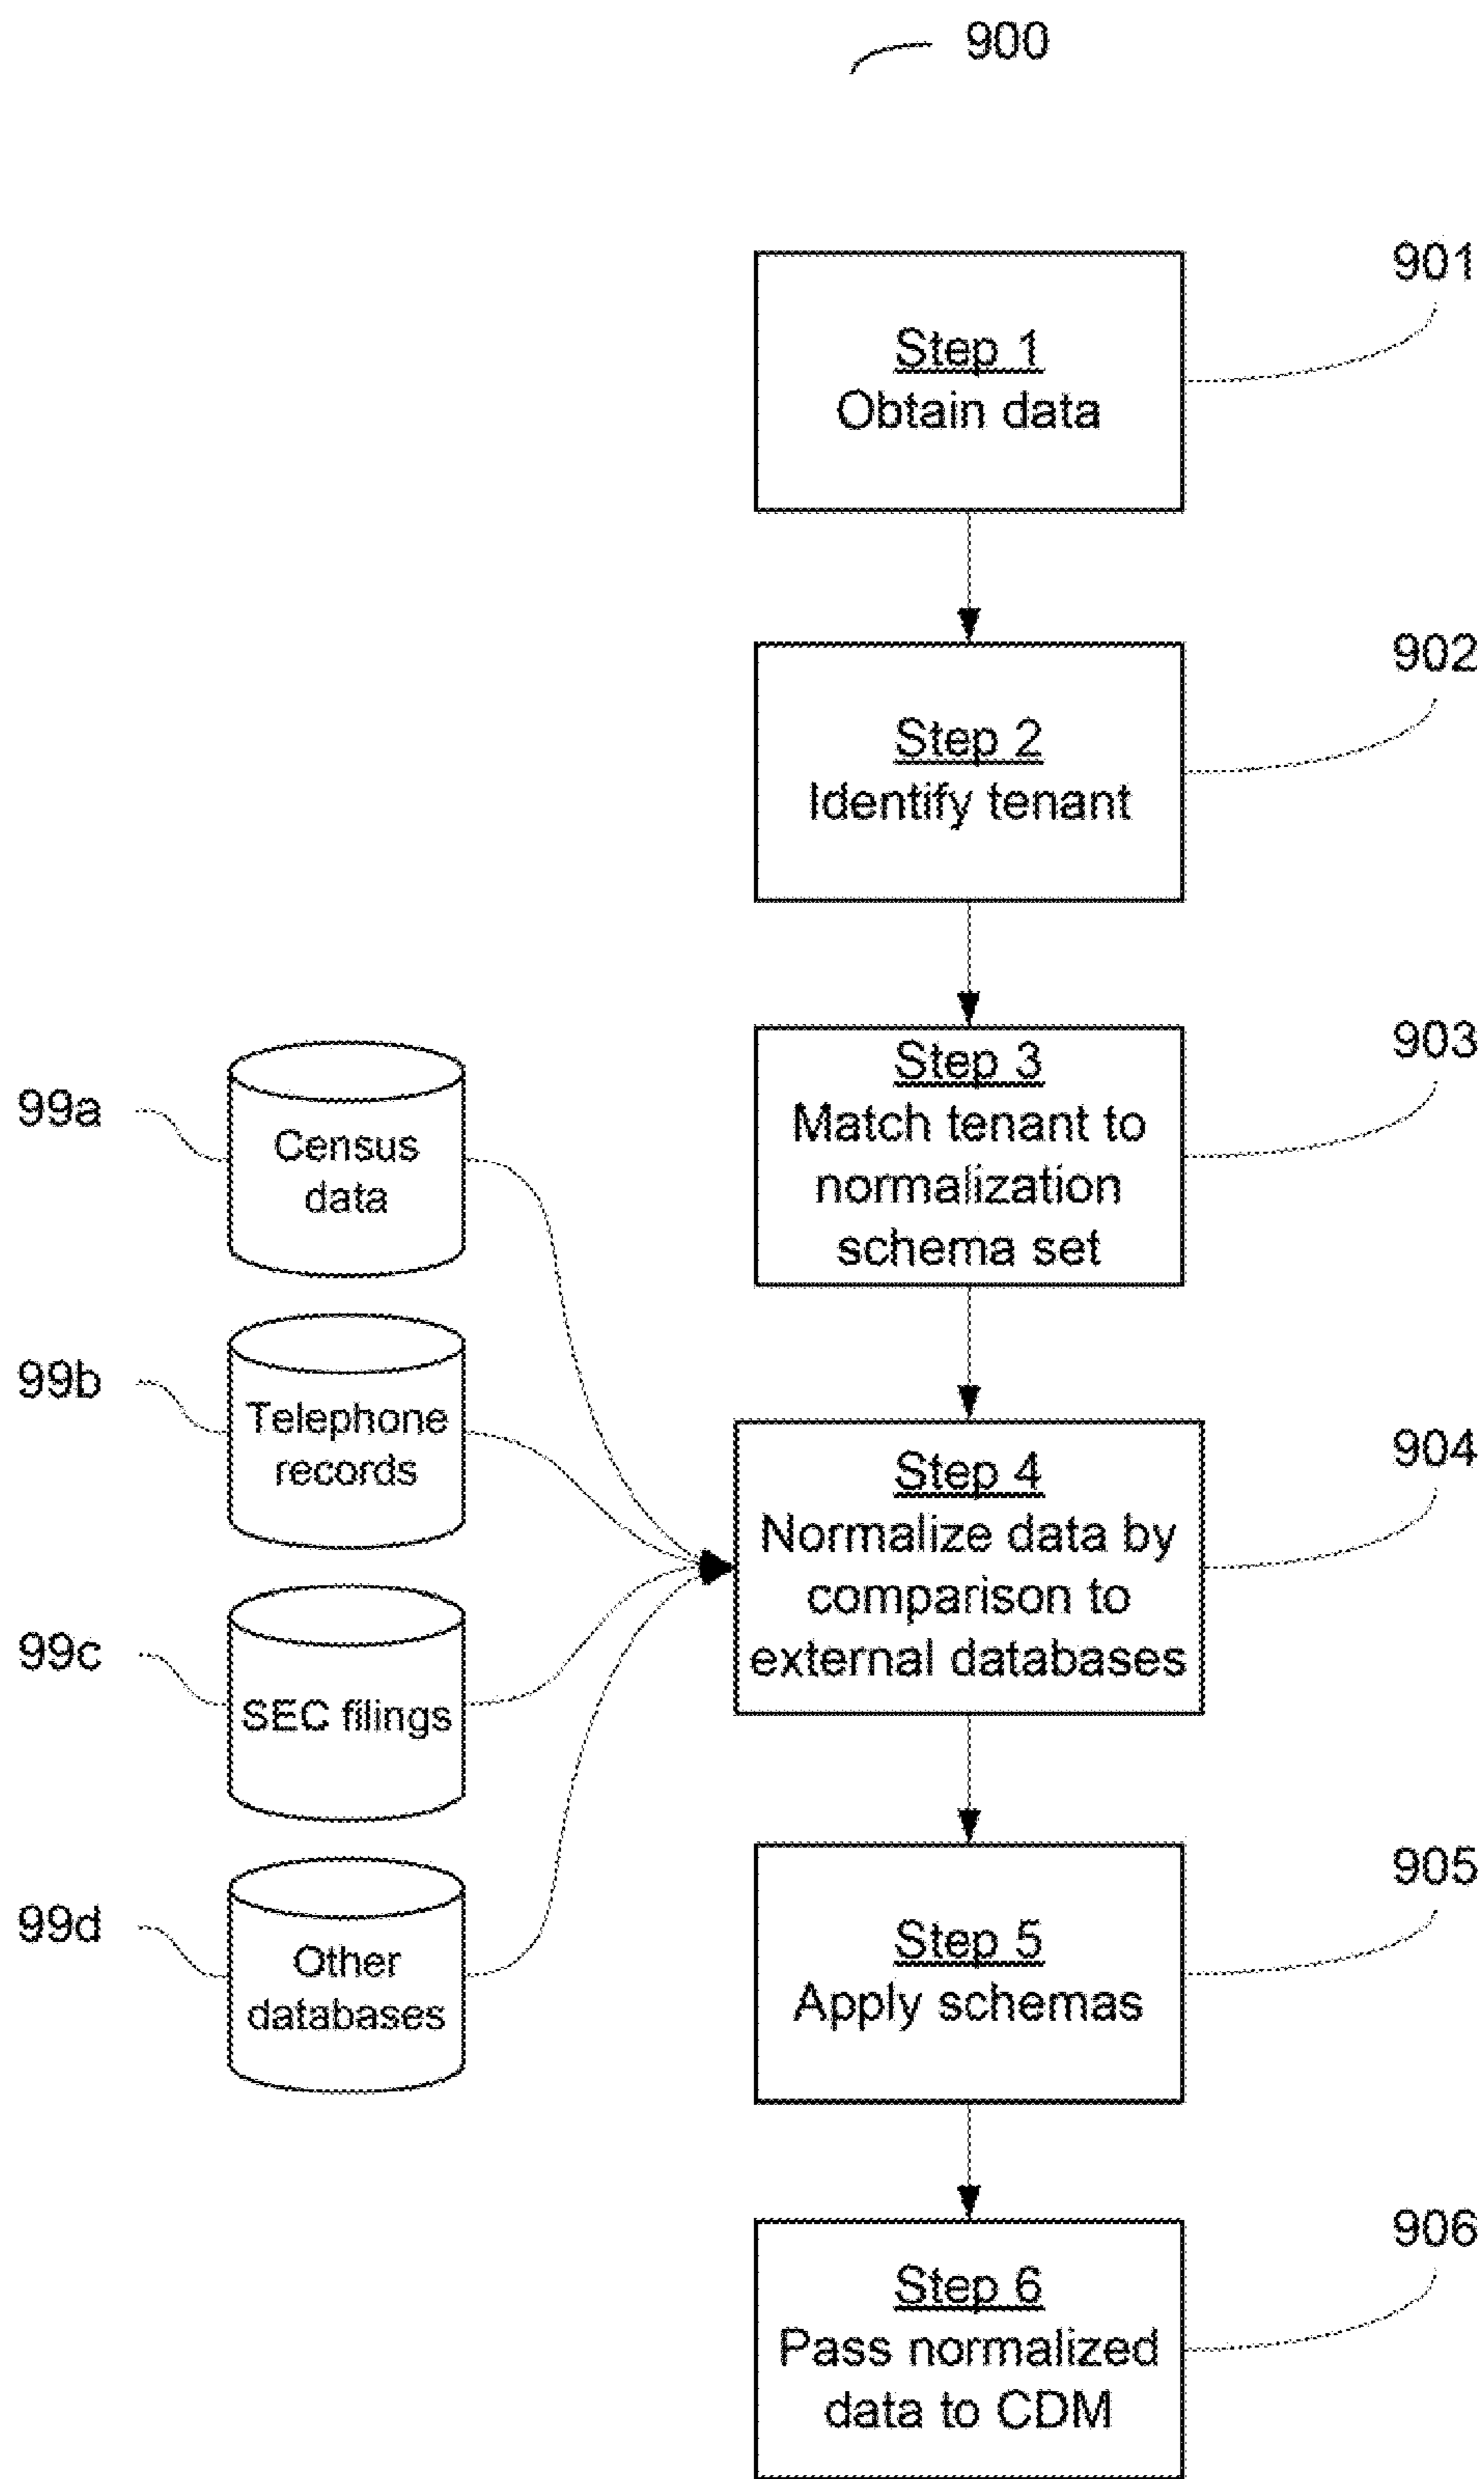 900
901
Step 1
Obtain data
902
Step 2
Identify tenant
903
Step 3
Match tenant to
normalization
schema set
99a
Census
data
99b
Telephone
records
99c
SEC filings
99d
Other
databases
904
Step 4
Normalize data by
comparison to
external databases
905
Step 5
Apply schemas
906
Step 6
Pass normalized
data to CDM